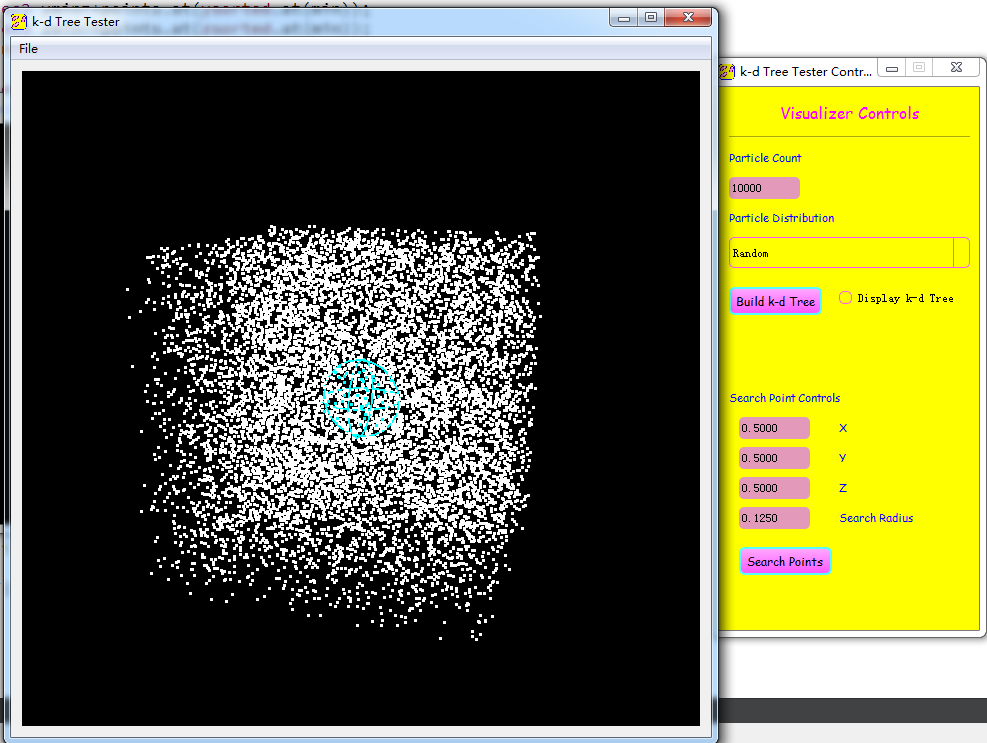 k-d Tree Tester
File
k-d Tree Tester Contr...
Visualizer Controls
Particle Count
10000
Particle Distribution
Random
Build k-d Tree
Display k-d Tree
Search Point Controls
0.5000 X
0.5000 Y
0.5000 Z
0.1250 Search Radius
Search Points